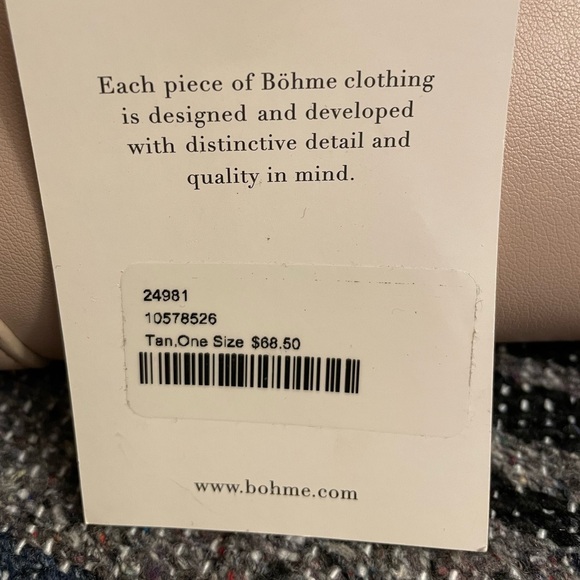 Each piece of Böhme clothing
is designed and developed
with distinctive detail and
quality in mind.
24981
10578526
Tan,One Size $68.50
www.bohme.com